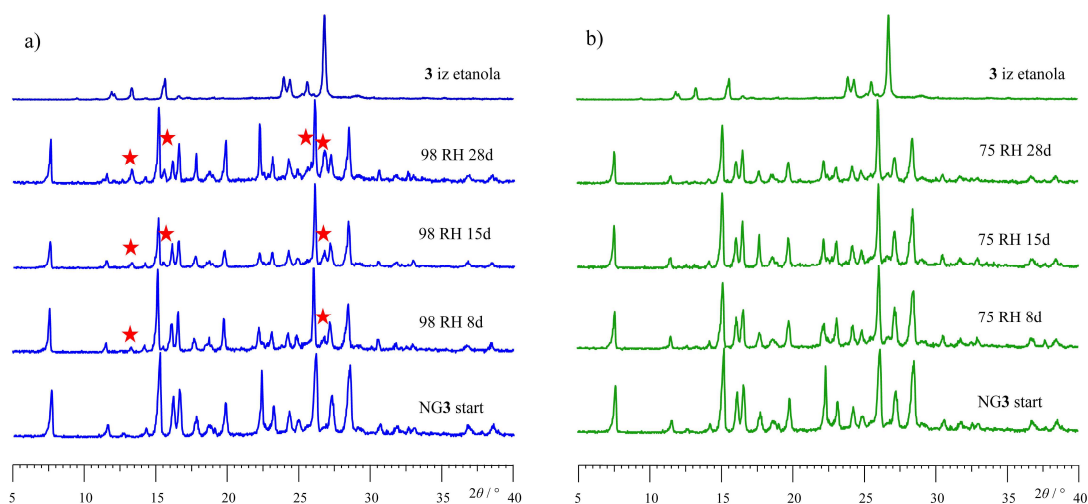 a)
3 iz etanola
98 RH 28d
98 RH 15d
98 RH 8d
NG3 start
5 10 15 20 25 30 35 40
2θ / °
b)
3 iz etanola
75 RH 28d
75 RH 15d
75 RH 8d
NG3 start
5 10 15 20 25 30 35 40
2θ / °